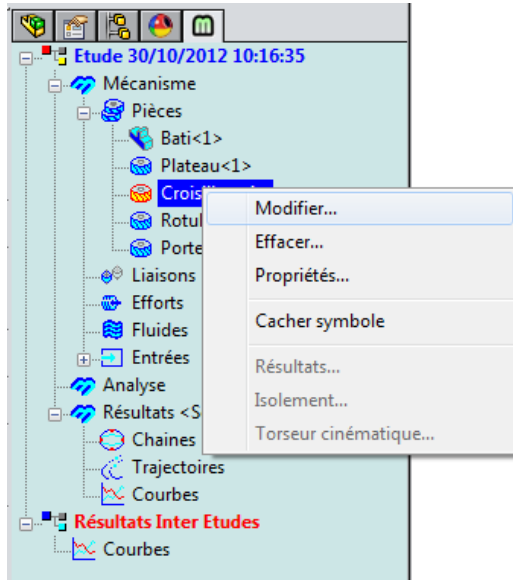 Etude 30/10/2012 10:16:35
Mécanisme
Pièces
Bati<1>
Plateau<1>
Modifier...
Effacer...
Propriétés...
Liaisons
Cacher symbole
Efforts
Fluides
Entrées
Résultats...
Analyse
Isolement...
Résultats <S
Torseur cinématique...
Chaines
Trajectoires
Courbes
Résultats Inter Etudes
Courbes